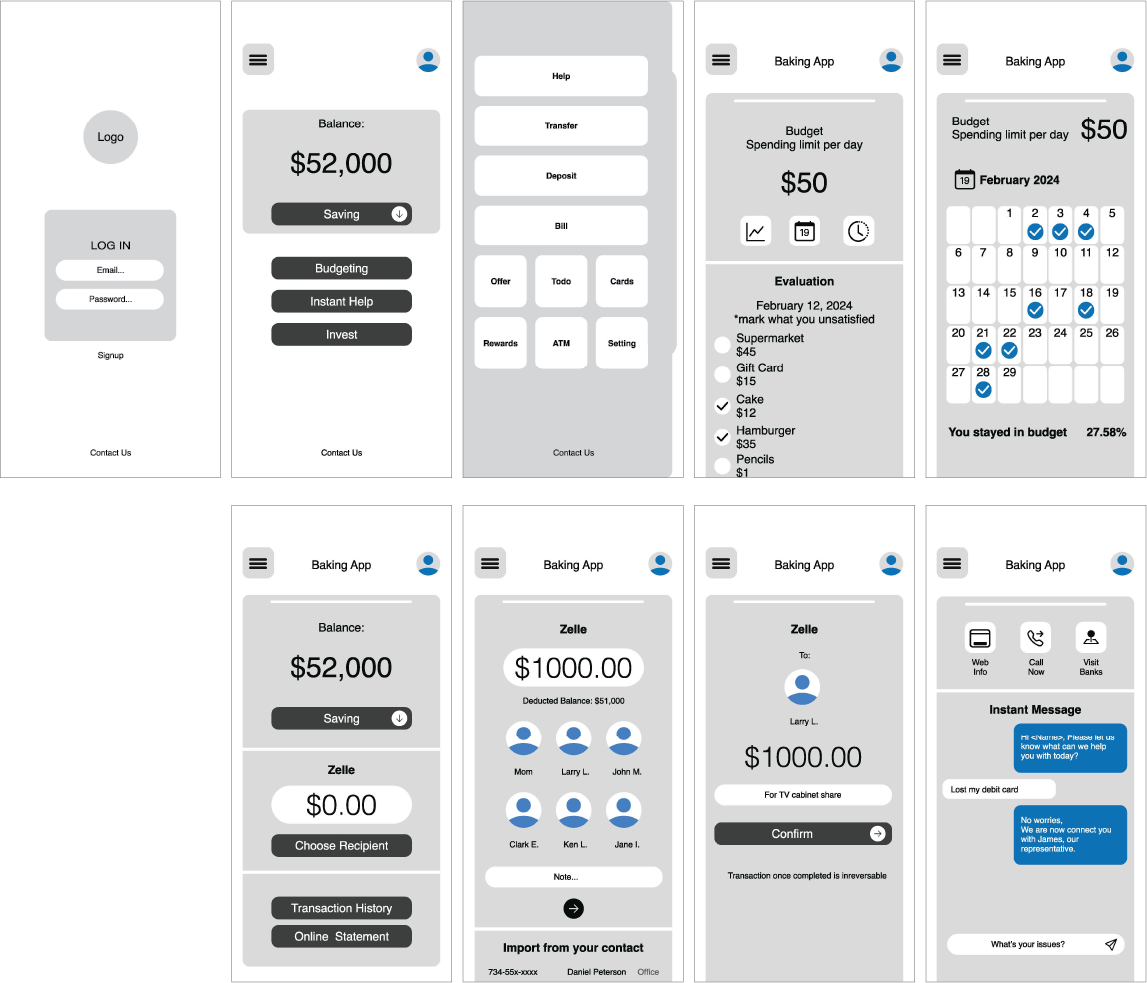 Logo
LOG IN
Email...
Password...
Signup
Contact Us
Balance:
$52,000
Saving
Budgeting
Instant Help
Invest
Contact Us
Help
Transfer
Deposit
Bill
Offer
Todo
Cards
Rewards
ATM
Setting
Contact Us
Baking App
Budget
Spending limit per day
$50
19
Evaluation
February 12, 2024
*mark what you unsatisfied
Supermarket
$45
Gift Card
$15
Cake
$12
Hamburger
$35
Pencils
$1
Baking App
Budget
Spending limit per day
$50
19
February 2024
1 2 3 4 5
6 7 8 9 10 11 12
13 14 15 16 17 18 19
20 21 22 23 24 25 26
27 28 29
You stayed in budget 27.58%
Baking App
Balance:
$52,000
Saving
Zelle
$0.00
Choose Recipient
Transaction History
Online Statement
Baking App
Zelle
$1000.00
Deducted Balance: $51,000
Mom Larry L. John M.
Clark E. Ken L. Jane I.
Note...
Import from your contact
734-55x-xxxx Daniel Peterson Office
Baking App
Zelle
To:
Larry L.
$1000.00
For TV cabinet share
Confirm
Transaction once completed is inreversable
Baking App
Web
Info
Call
Now
Visit
Banks
Instant Message
Hi <Name>, Please let us
know what can we help
you with today?
Lost my debit card
No worries,
We are now connect you
with James, our
representative.
What's your issues?